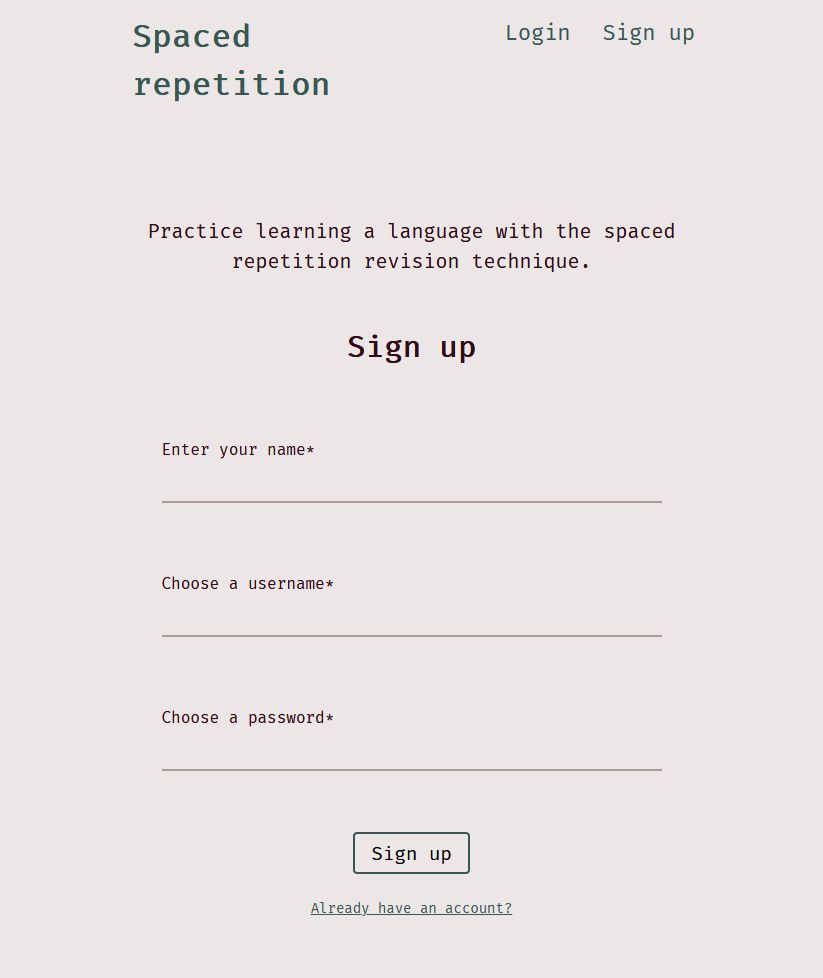 Spaced
repetition
Login Sign up
Practice learning a language with the spaced
repetition revision technique.
Sign up
Enter your name*
Choose a username*
Choose a password*
Sign up
Already have an account?